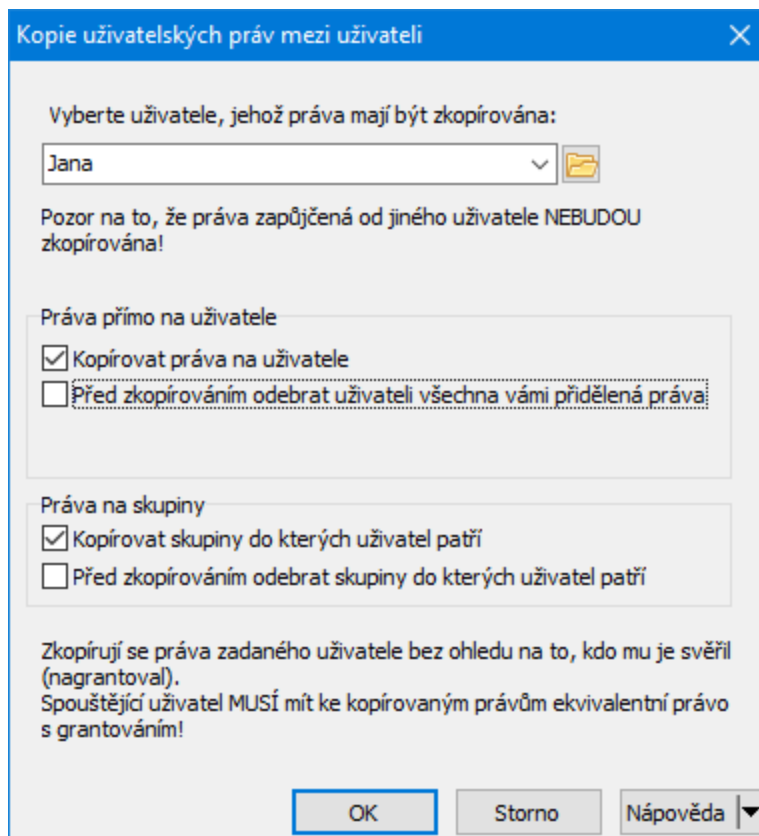 Kopie uživatelských práv mezi uživateli
Vyberte uživatele, jehož práva mají být zkopírována:
Jana
Pozor na to, že práva zapůjčená od jiného uživatele NEBUDOU
zkopírována!
Práva přímo na uživatele
Kopírovat práva na uživatele
Před zkopírováním odebrat uživateli všechna vámi přidělená práva
Práva na skupiny
Kopírovat skupiny do kterých uživatel patří
Před zkopírováním odebrat skupiny do kterých uživatel patří
Zkopírují se práva zadaného uživatele bez ohledu na to, kdo mu je svěřil
(nagrantoval).
Spouštějící uživatel MUSÍ mít ke kopírovaným právům ekvivalentní právo
s grantováním!
OK
Storno
Nápověda